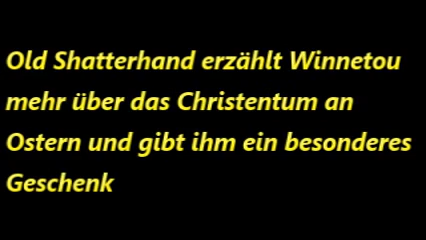 Old Shatterhand erzählt Winnetou
mehr über das Christentum an
Ostern und gibt ihm ein besonderes
Geschenk